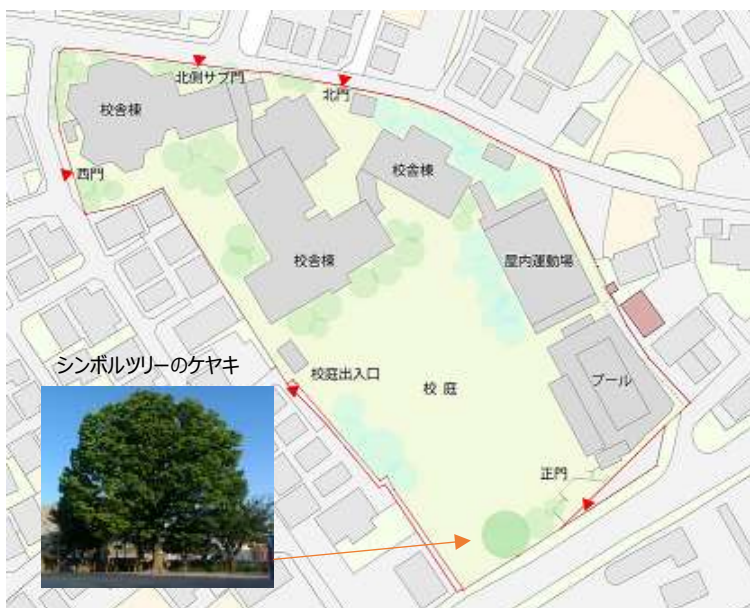 北側サブ門
北門
校舎棟
西門
校舎棟
校舎棟
屋内運動場
シンボルツリーのケヤキ
校庭出入口
校庭
プール
正門